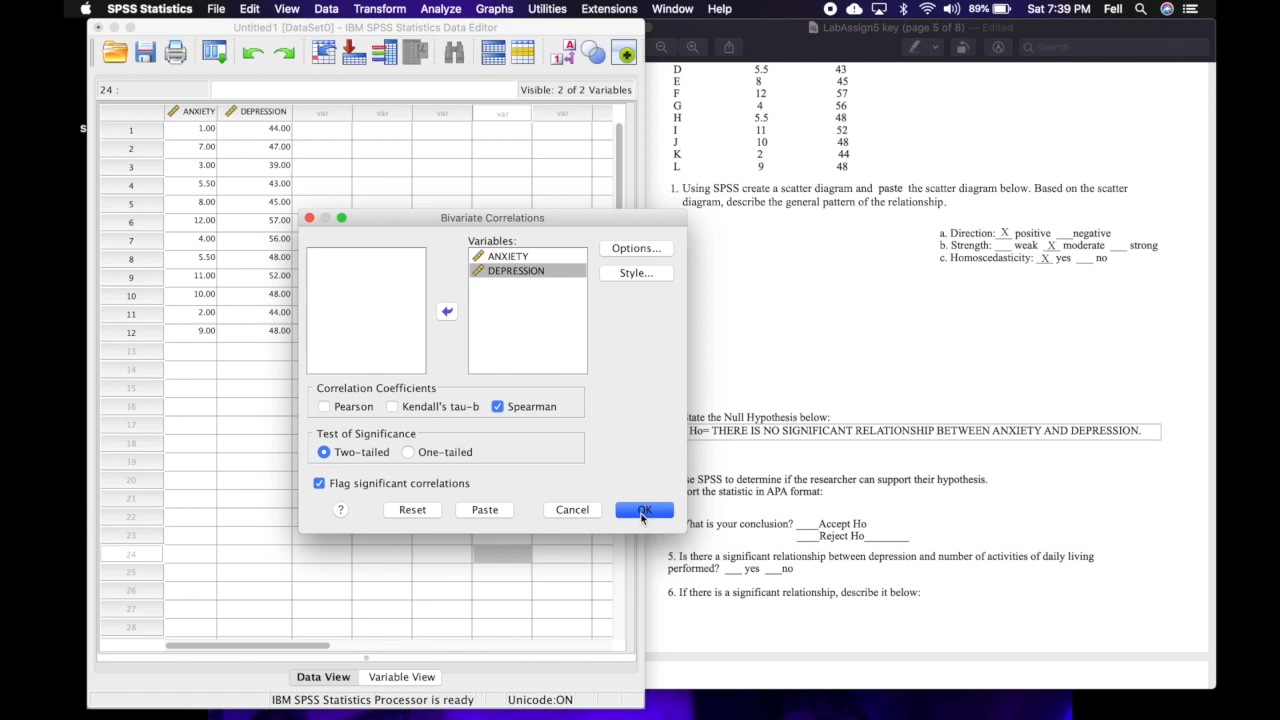 SPSS Statistics File Edit View Data Transform Analyze Graphs Utilities Extensions Window Help 89% Sat 7:39 PM Fell
Untitled1 [DataSet0] - IBM SPSS Statistics Data Editor
LabAssign5 key (page 5 of 8) — Edited
Search
24 :
Visible: 2 of 2 Variables
ANXIETY DEPRESSION var var var var var
1 1.00 44.00
2 7.00 47.00
3 3.00 39.00
4 5.50 43.00
5 8.00 45.00
6 12.00 57.00
7 4.00 56.00
8 5.50 48.00
9 11.00 52.00
10 10.00 48.00
11 2.00 44.00
12 9.00 48.00
13
14
15
16
17
18
19
20
21
22
23
24
25
26
27
28
Bivariate Correlations
Variables:
ANXIETY
DEPRESSION
Options...
Style...
Correlation Coefficients
Pearson Kendall's tau-b Spearman
Test of Significance
Two-tailed One-tailed
Flag significant correlations
? Reset Paste Cancel OK
Data View Variable View
IBM SPSS Statistics Processor is ready Unicode:ON
D 5.5 43
E 8 45
F 12 57
G 4 56
H 5.5 48
I 11 52
J 10 48
K 2 44
L 9 48
1. Using SPSS create a scatter diagram and paste the scatter diagram below. Based on the scatter
diagram, describe the general pattern of the relationship.
a. Direction: _X_ positive ___negative
b. Strength: ___ weak _X_ moderate ___ strong
c. Homoscedasticity: _X_ yes ___ no
tate the Null Hypothesis below:
Ho= THERE IS NO SIGNIFICANT RELATIONSHIP BETWEEN ANXIETY AND DEPRESSION.
se SPSS to determine if the researcher can support their hypothesis.
ort the statistic in APA format:
hat is your conclusion? ____Accept Ho
____Reject Ho________
5. Is there a significant relationship between depression and number of activities of daily living
performed? ___ yes ___no
6. If there is a significant relationship, describe it below: